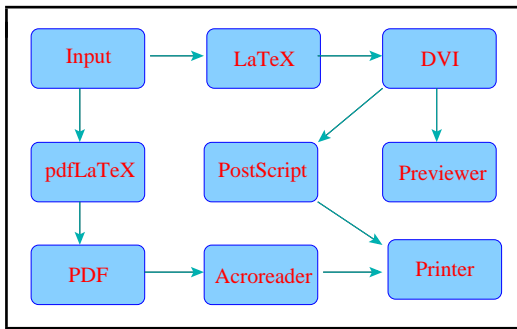 Input
LaTeX
DVI
pdfLaTeX
PostScript
Previewer
PDF
Acroreader
Printer